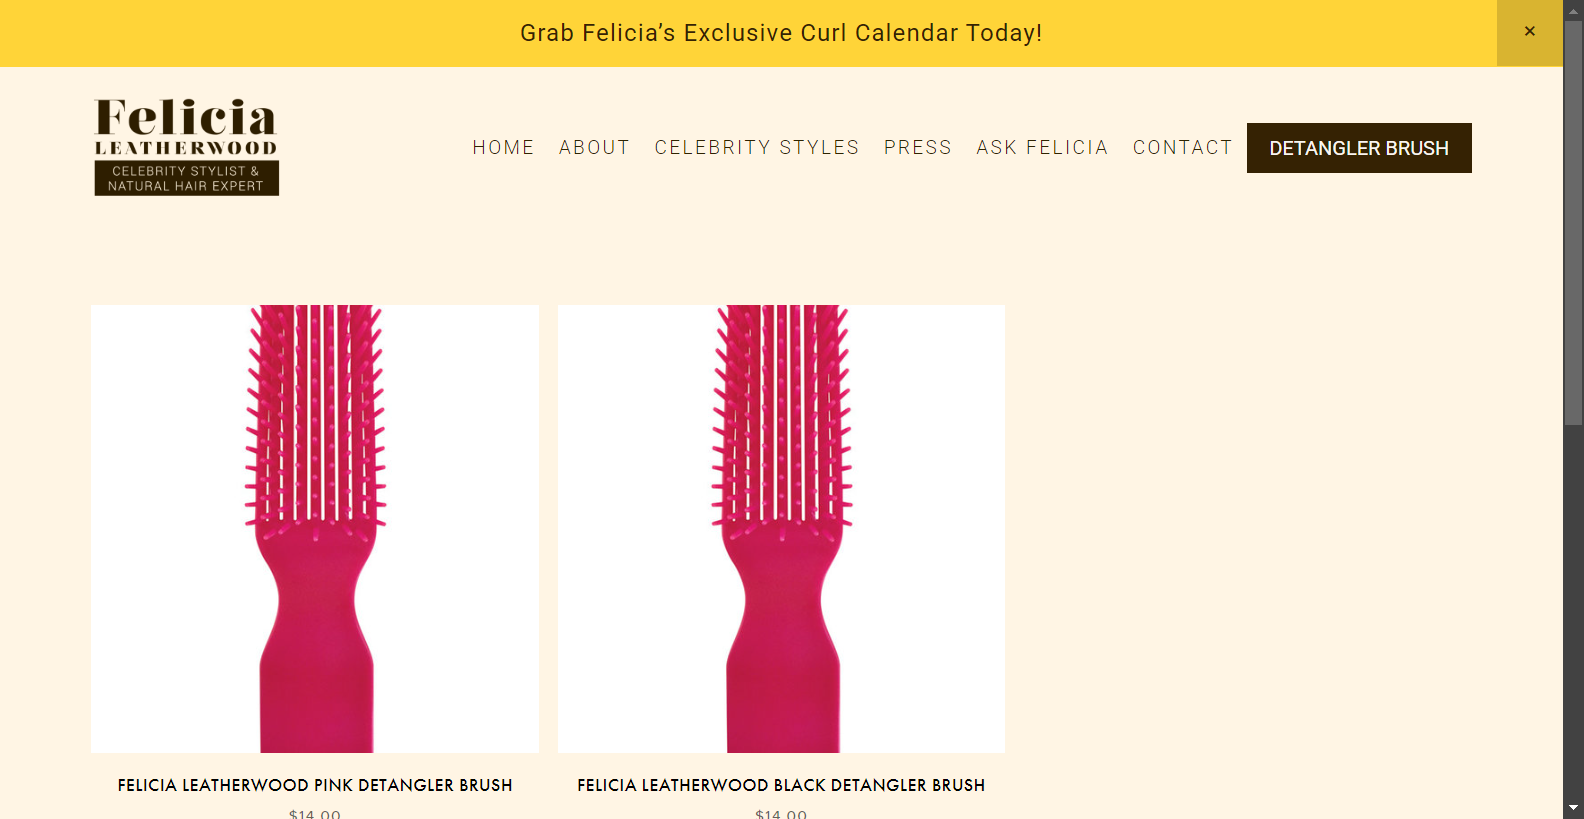 Grab Felicia’s Exclusive Curl Calendar Today!
×
Felicia
LEATHERWOOD
CELEBRITY STYLIST &
NATURAL HAIR EXPERT
HOME ABOUT CELEBRITY STYLES PRESS ASK FELICIA CONTACT DETANGLER BRUSH
FELICIA LEATHERWOOD PINK DETANGLER BRUSH
$14.00
FELICIA LEATHERWOOD BLACK DETANGLER BRUSH
$14.00